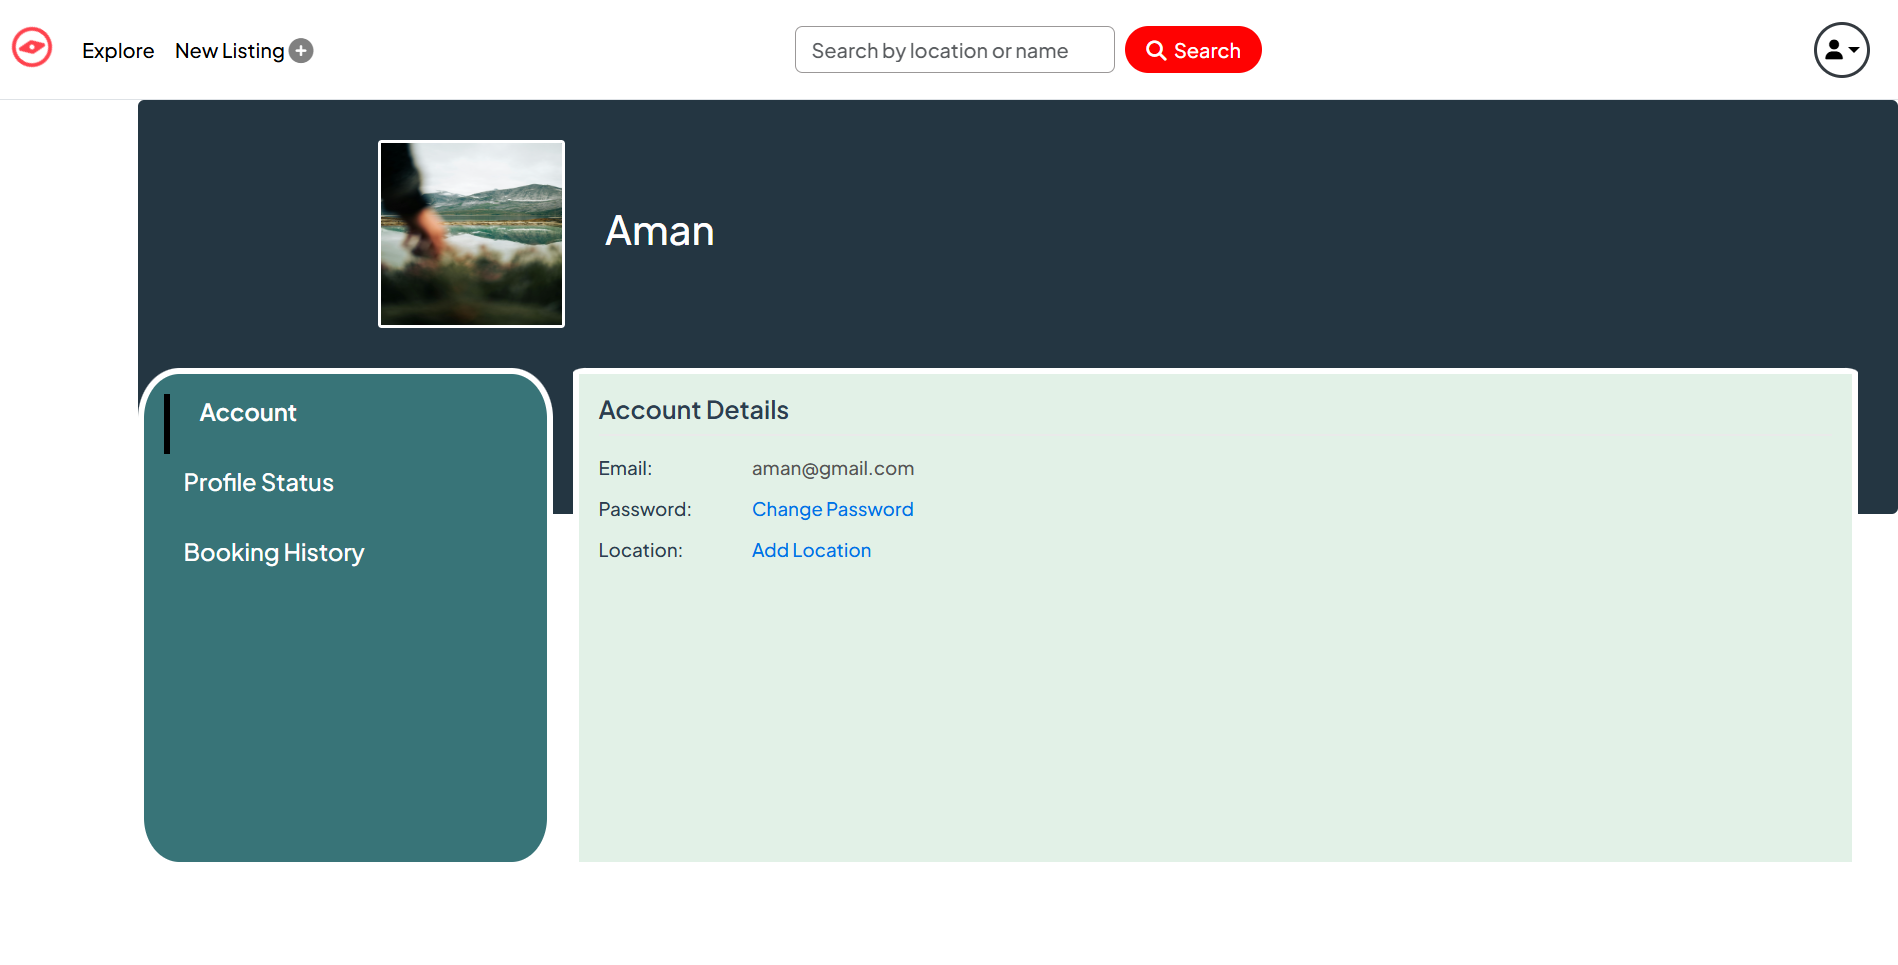 Explore New Listing
Search by location or name Search
Aman
Account
Profile Status
Booking History
Account Details
Email: aman@gmail.com
Password: Change Password
Location: Add Location